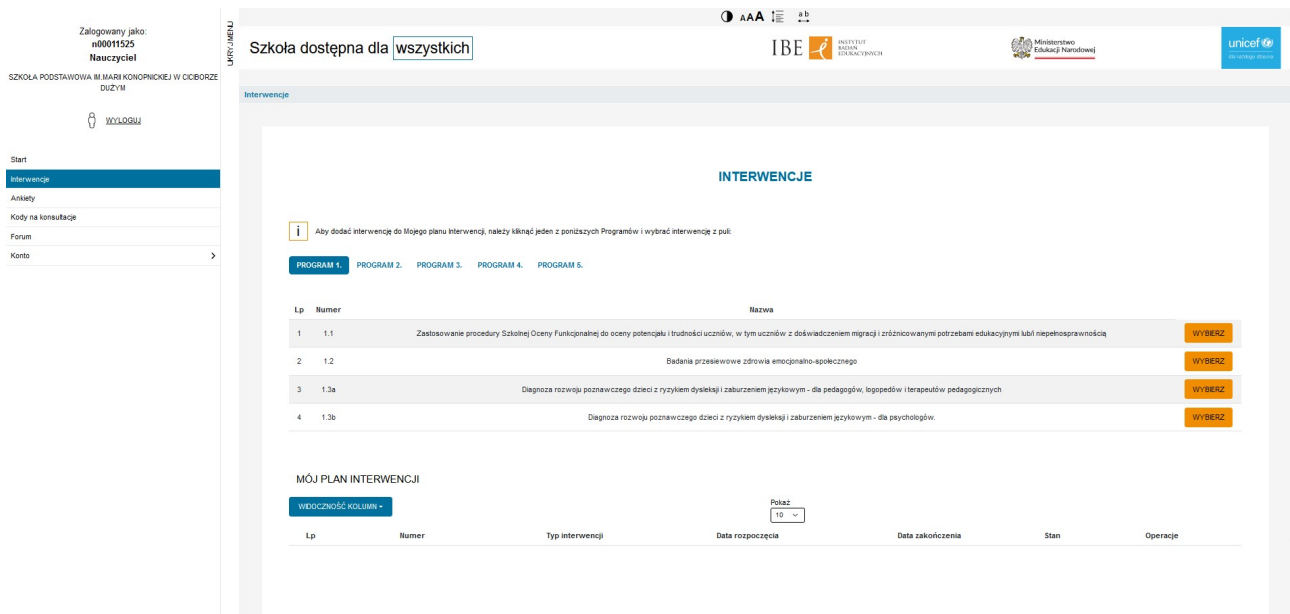 Zalogowany jako:
n00011525
Nauczyciel
SZKOŁA PODSTAWOWA IM.MARII KONOPNICKIEJ W CICIBORZE
DUŻYM
WYLOGUJ
Start
Interwencje
Ankiety
Kody na konsultacje
Forum
Konto
UKRYJ MENU
AAA
a b
Szkoła dostępna dla wszystkich
IBE
INSTYTUT
BADAŃ
EDUKACYJNYCH
Ministerstwo
Edukacji Narodowej
unicef
dla każdego dziecka
Interwencje
INTERWENCJE
i Aby dodać interwencję do Mojego planu Interwencji, należy kliknąć jeden z poniższych Programów i wybrać interwencję z puli:
PROGRAM 1. PROGRAM 2. PROGRAM 3. PROGRAM 4. PROGRAM 5.
Lp Numer Nazwa
1 1.1 Zastosowanie procedury Szkolnej Oceny Funkcjonalnej do oceny potencjału i trudności uczniów, w tym uczniów z doświadczeniem migracji i zróżnicowanymi potrzebami edukacyjnymi lub/i niepełnosprawnością WYBIERZ
2 1.2 Badania przesiewowe zdrowia emocjonalno-społecznego WYBIERZ
3 1.3a Diagnoza rozwoju poznawczego dzieci z ryzykiem dysleksji i zaburzeniem językowym - dla pedagogów, logopedów i terapeutów pedagogicznych WYBIERZ
4 1.3b Diagnoza rozwoju poznawczego dzieci z ryzykiem dysleksji i zaburzeniem językowym - dla psychologów. WYBIERZ
MÓJ PLAN INTERWENCJI
WIDOCZNOŚĆ KOLUMN
Pokaż
10
Lp Numer Typ interwencji Data rozpoczęcia Data zakończenia Stan Operacje